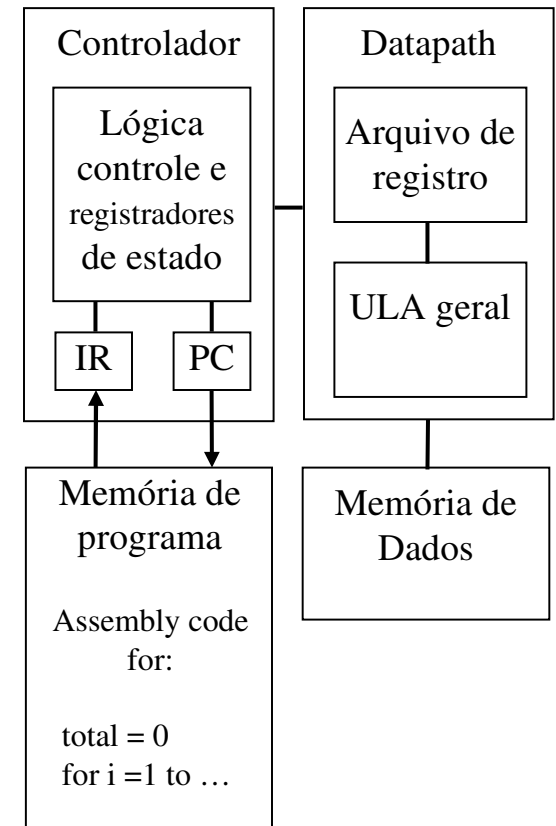 Controlador
Lógica
controle e
registradores
de estado
IR
PC
Datapath
Arquivo de
registro
ULA geral
Memória de
programa
Assembly code
for:
total = 0
for i =1 to …
Memória de
Dados